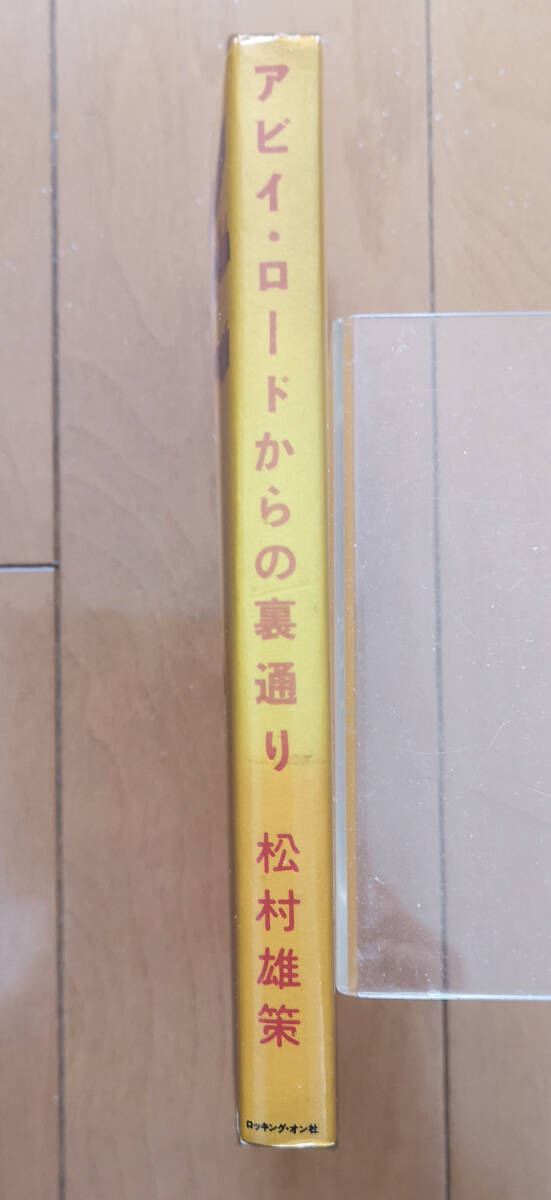 アビイ・ロードからの裏通り
松村雄策
ロッキング・オン社